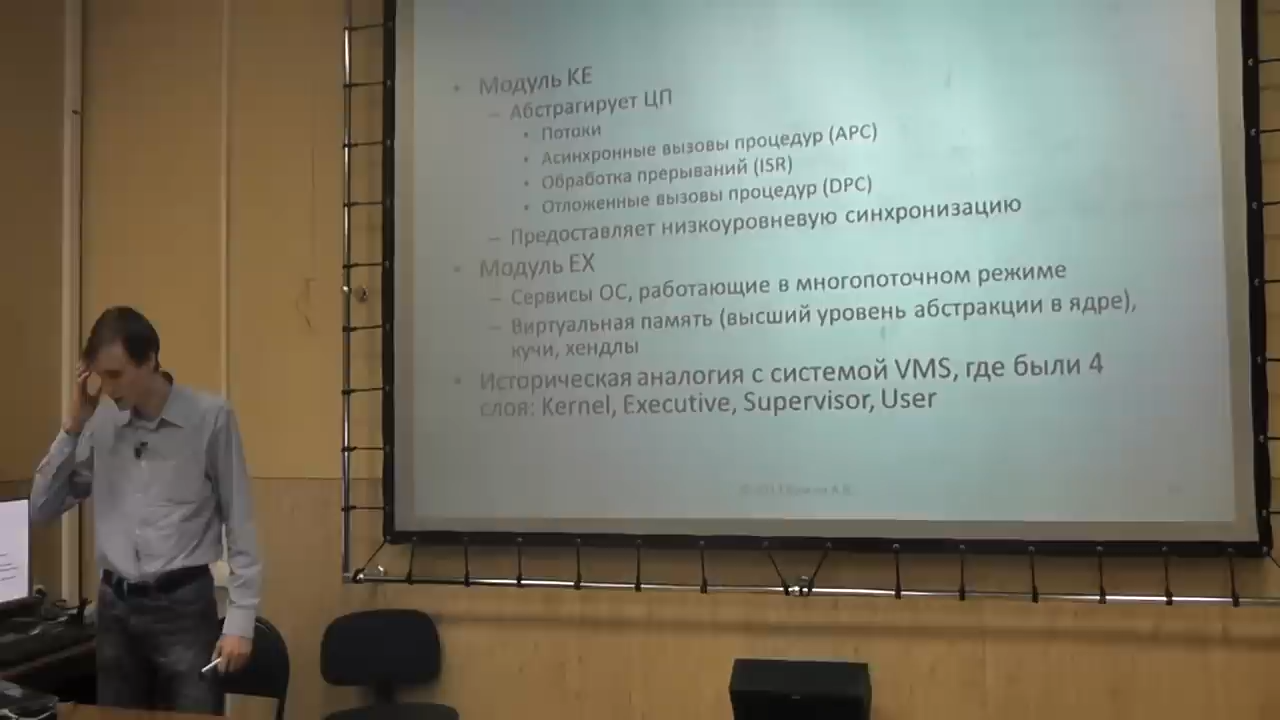 • Модуль KE
– Абстрагирует ЦП
• Потоки
• Асинхронные вызовы процедур (APC)
• Обработка прерываний (ISR)
• Отложенные вызовы процедур (DPC)
– Предоставляет низкоуровневую синхронизацию
• Модуль EX
– Сервисы ОС, работающие в многопоточном режиме
– Виртуальная память (высший уровень абстракции в ядре),
кучи, хендлы
• Историческая аналогия с системой VMS, где были 4
слоя: Kernel, Executive, Supervisor, User